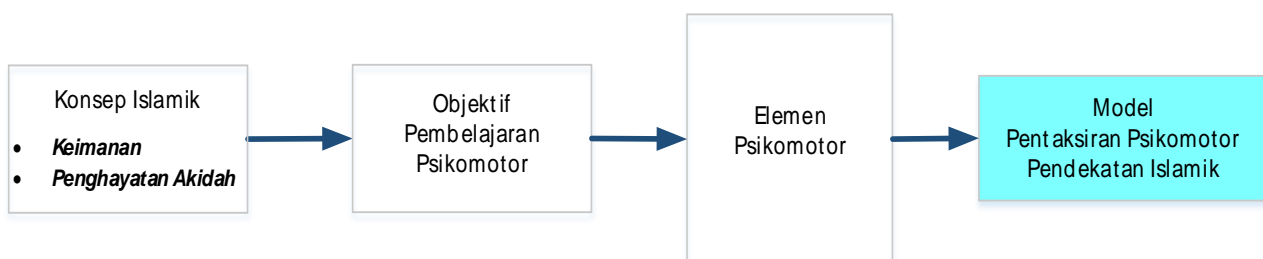 Konsep Islamik
• Keimanan
• Penghayatan Akidah
Objektif
Pembelajaran
Psikomotor
Elemen
Psikomotor
Model
Pentaksiran Psikomotor
Pendekatan Islamik